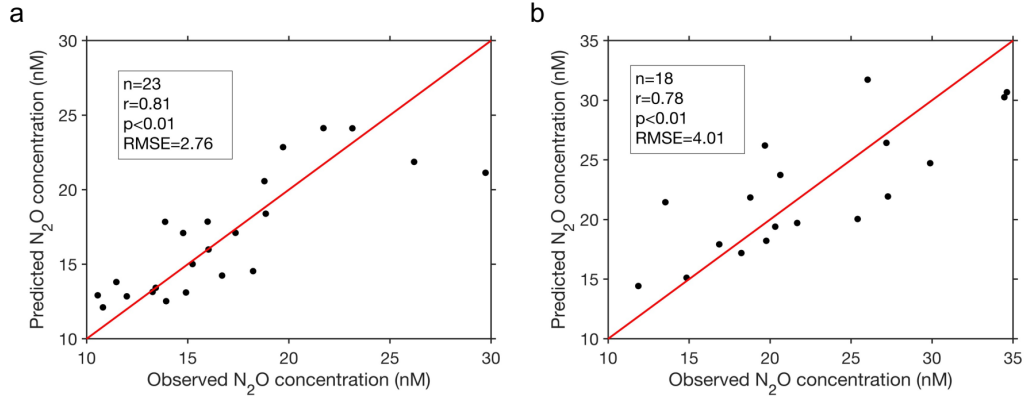 a
30
25
20
15
10
Predicted N₂O concentration (nM)
n=23
r=0.81
p<0.01
RMSE=2.76
10 15 20 25 30
Observed N₂O concentration (nM)
b
35
30
25
20
15
10
Predicted N₂O concentration (nM)
n=18
r=0.78
p<0.01
RMSE=4.01
10 15 20 25 30 35
Observed N₂O concentration (nM)